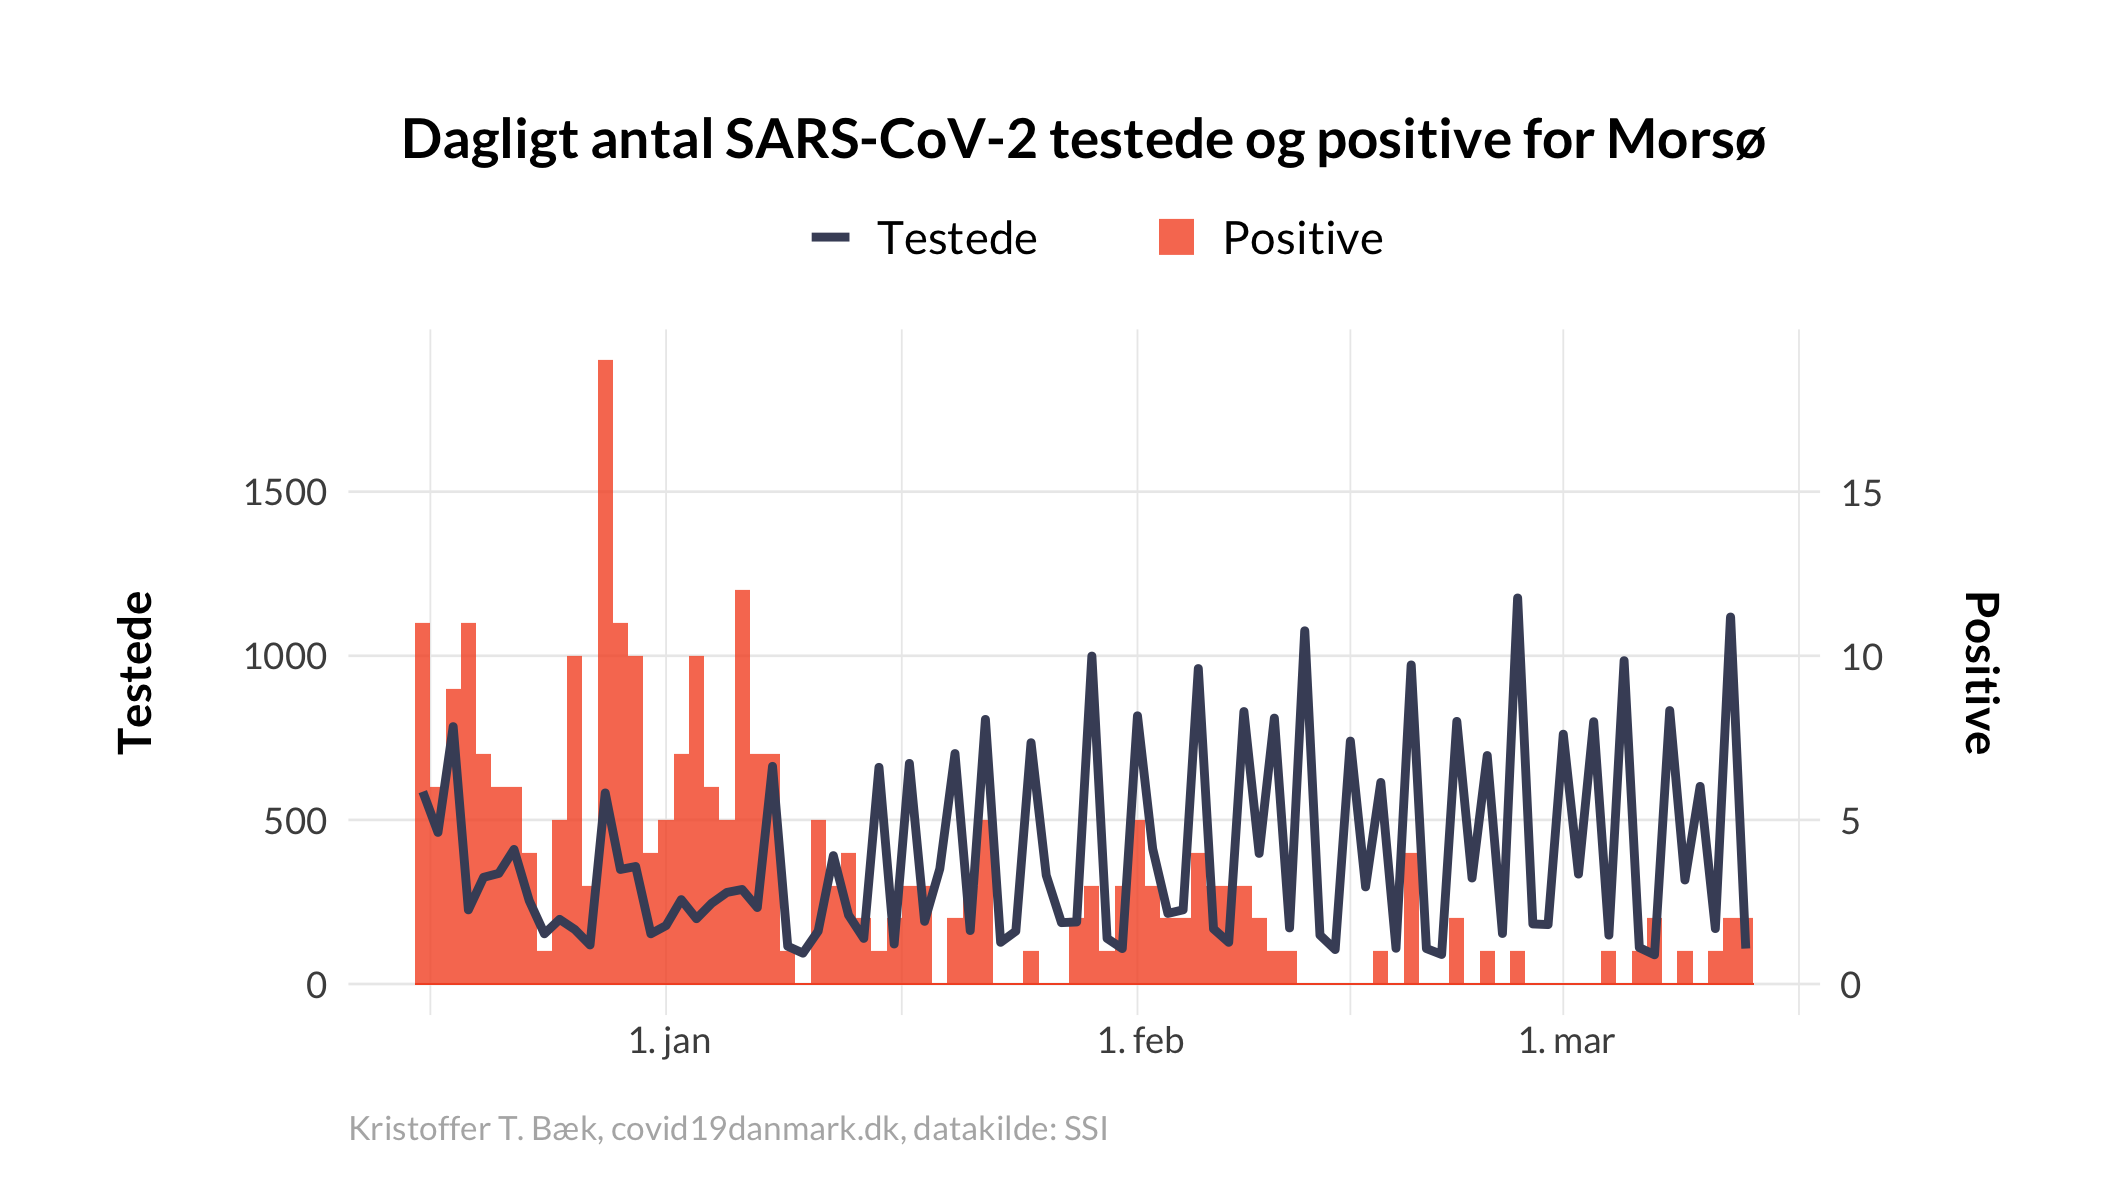 Dagligt antal SARS-CoV-2 testede og positive for Morsø
Testede Positive
Testede
1500
1000
500
0
15
10
5
0
Positive
1. jan 1. feb 1. mar
Kristoffer T. Bæk, covid19danmark.dk, datakilde: SSI